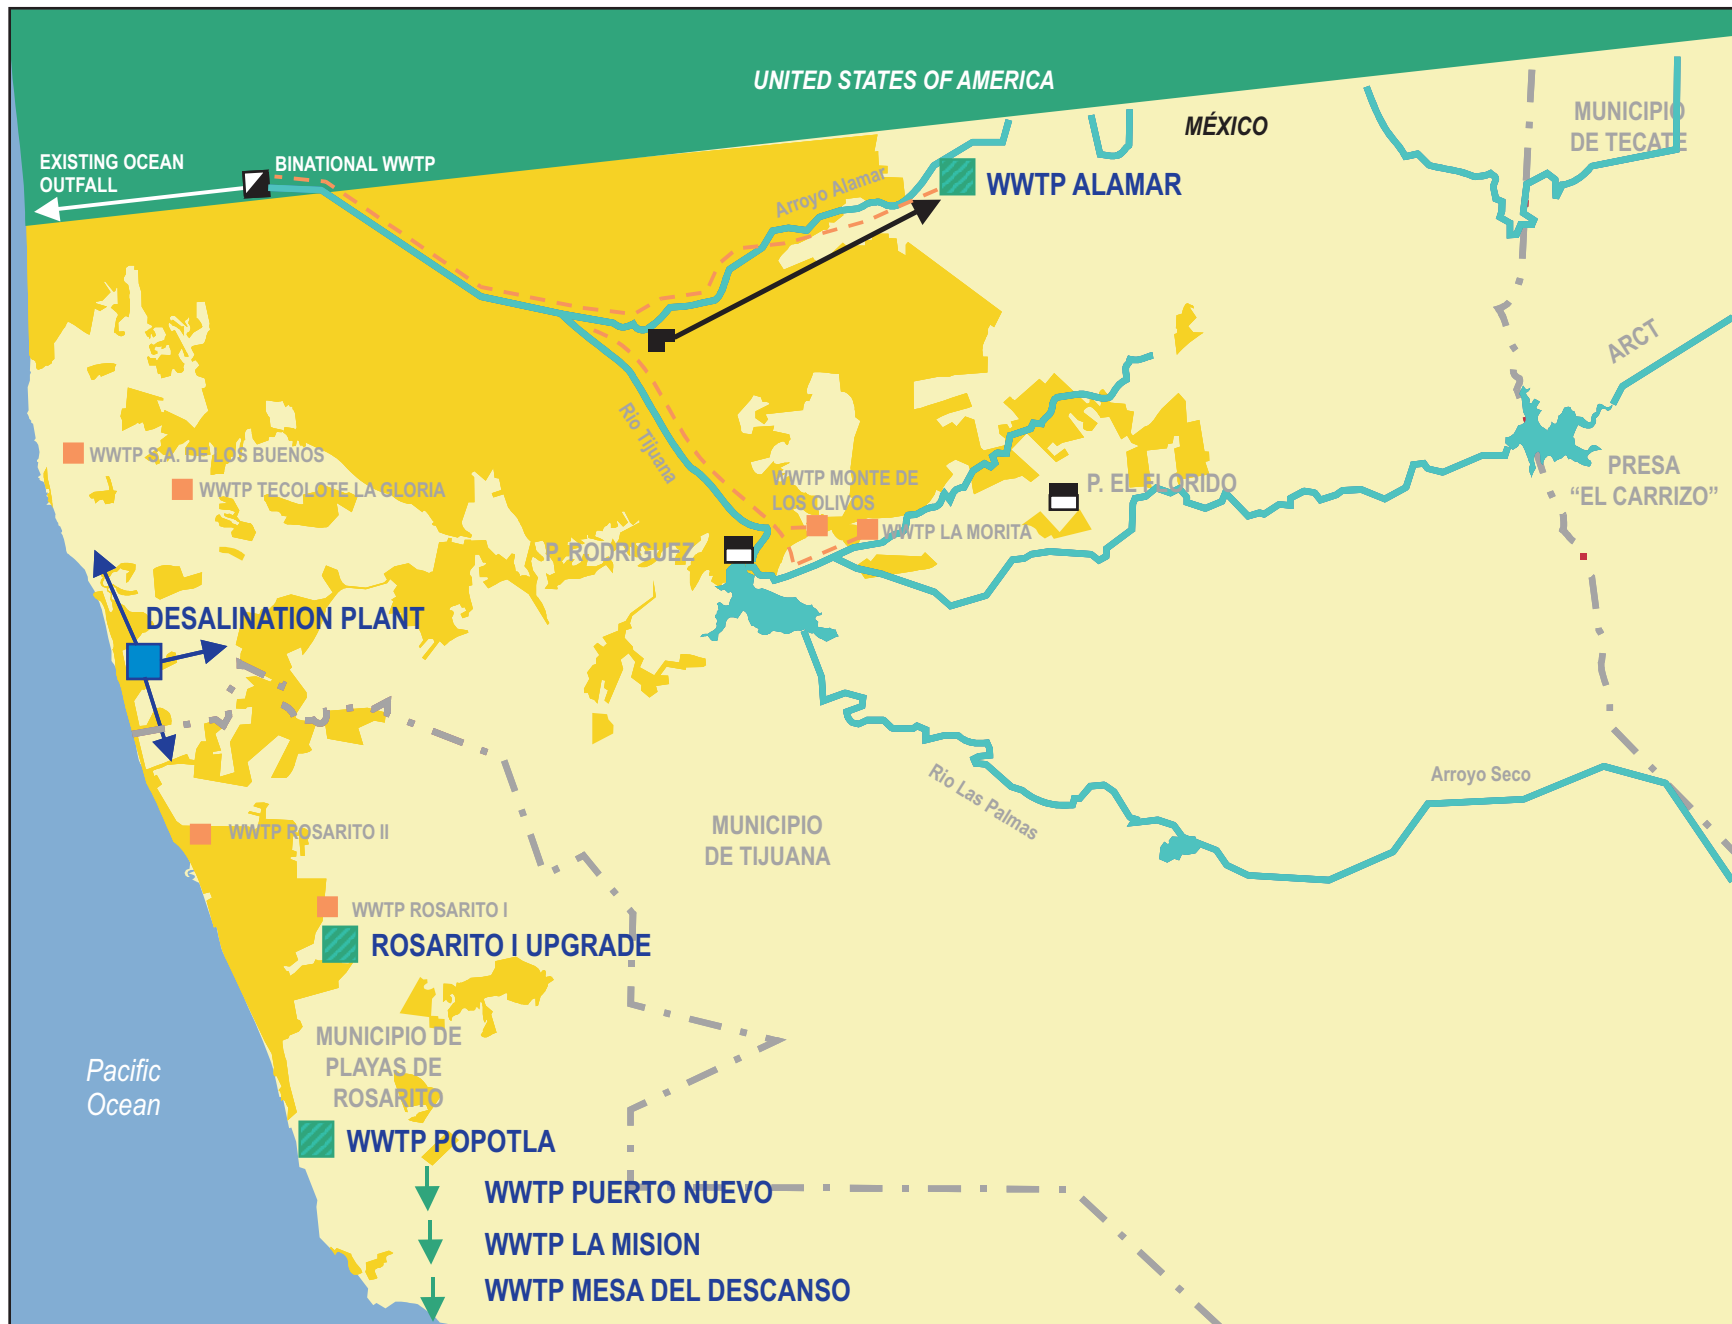 UNITED STATES OF AMERICA
MÉXICO
MUNICIPIO
DE TECATE
EXISTING OCEAN
OUTFALL
BINATIONAL WWTP
Arroyo Alamar
WWTP ALAMAR
ARCT
Rio Tijuana
WWTP S.A. DE LOS BUENOS
WWTP TECOLOTE LA GLORIA
WWTP MONTE DE
LOS OLIVOS
P. EL FLORIDO
PRESA
“EL CARRIZO”
WWTP LA MORITA
P. RODRIGUEZ
DESALINATION PLANT
Rio Las Palmas
Arroyo Seco
MUNICIPIO
DE TIJUANA
WWTP ROSARITO II
WWTP ROSARITO I
ROSARITO I UPGRADE
MUNICIPIO DE
PLAYAS DE
ROSARITO
Pacific
Ocean
WWTP POPOTLA
WWTP PUERTO NUEVO
WWTP LA MISION
WWTP MESA DEL DESCANSO